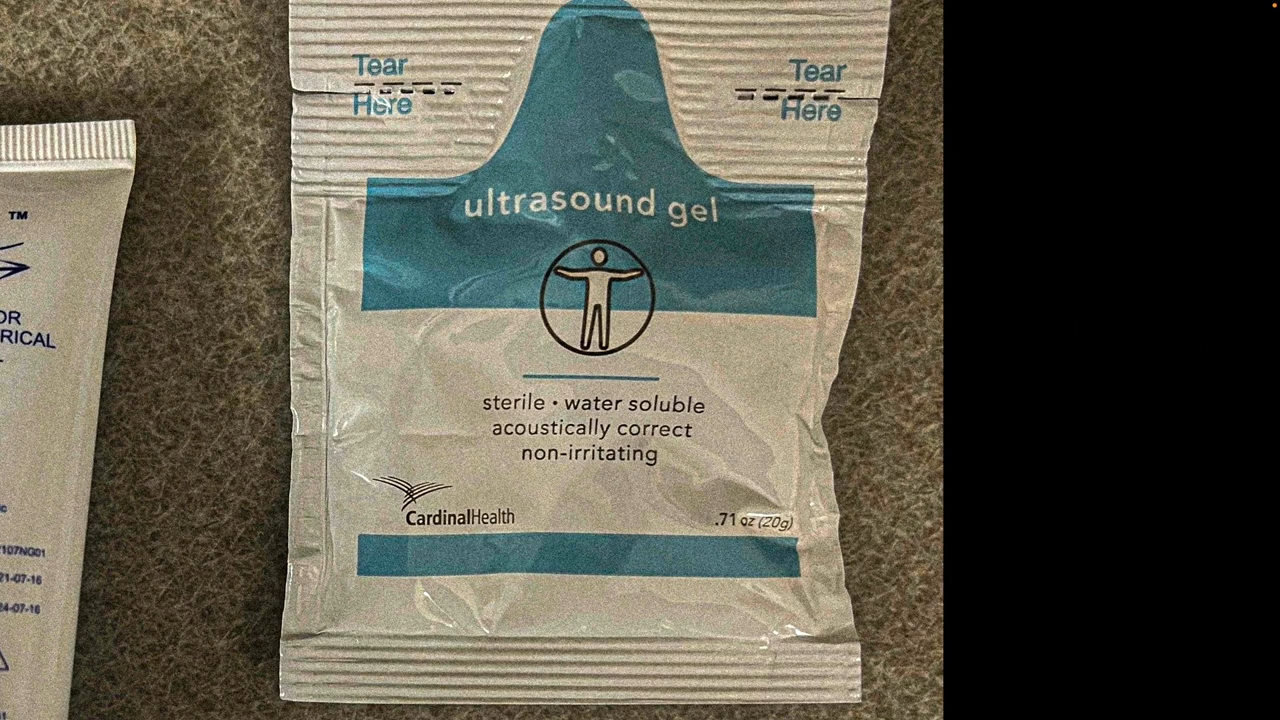 Tear
Here
Tear
Here
ultrasound gel
sterile • water soluble
acoustically correct
non-irritating
CardinalHealth
.71 oz (20g)
TM
OR
RICAL
107NG01
21-07-16
24-07-16